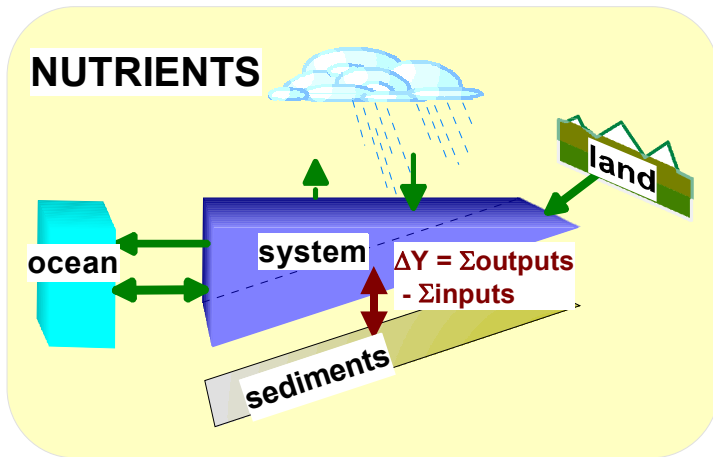 NUTRIENTS
land
ocean
system
ΔY = Σoutputs
- Σinputs
sediments